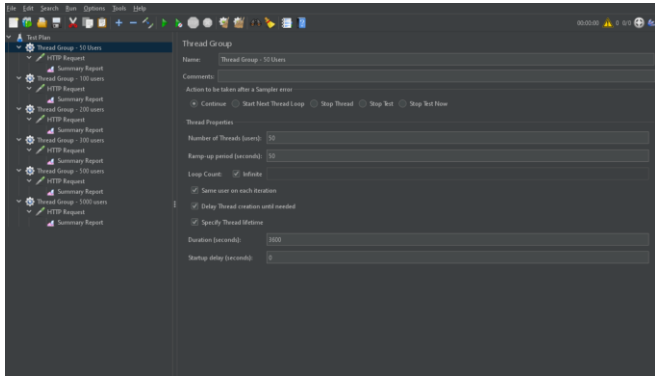 File Edit Search Run Options Tools Help
00:00:00 0 0/0
Test Plan
Thread Group - 50 Users
HTTP Request
Summary Report
Thread Group - 100 users
HTTP Request
Summary Report
Thread Group - 200 users
HTTP Request
Summary Report
Thread Group - 300 users
HTTP Request
Summary Report
Thread Group - 500 users
HTTP Request
Summary Report
Thread Group - 5000 users
HTTP Request
Summary Report
Thread Group
Name: Thread Group - 50 Users
Comments:
Action to be taken after a Sampler error
Continue Start Next Thread Loop Stop Thread Stop Test Stop Test Now
Thread Properties
Number of Threads (users): 50
Ramp-up period (seconds): 50
Loop Count: Infinite
Same user on each iteration
Delay Thread creation until needed
Specify Thread lifetime
Duration (seconds): 3600
Startup delay (seconds): 0